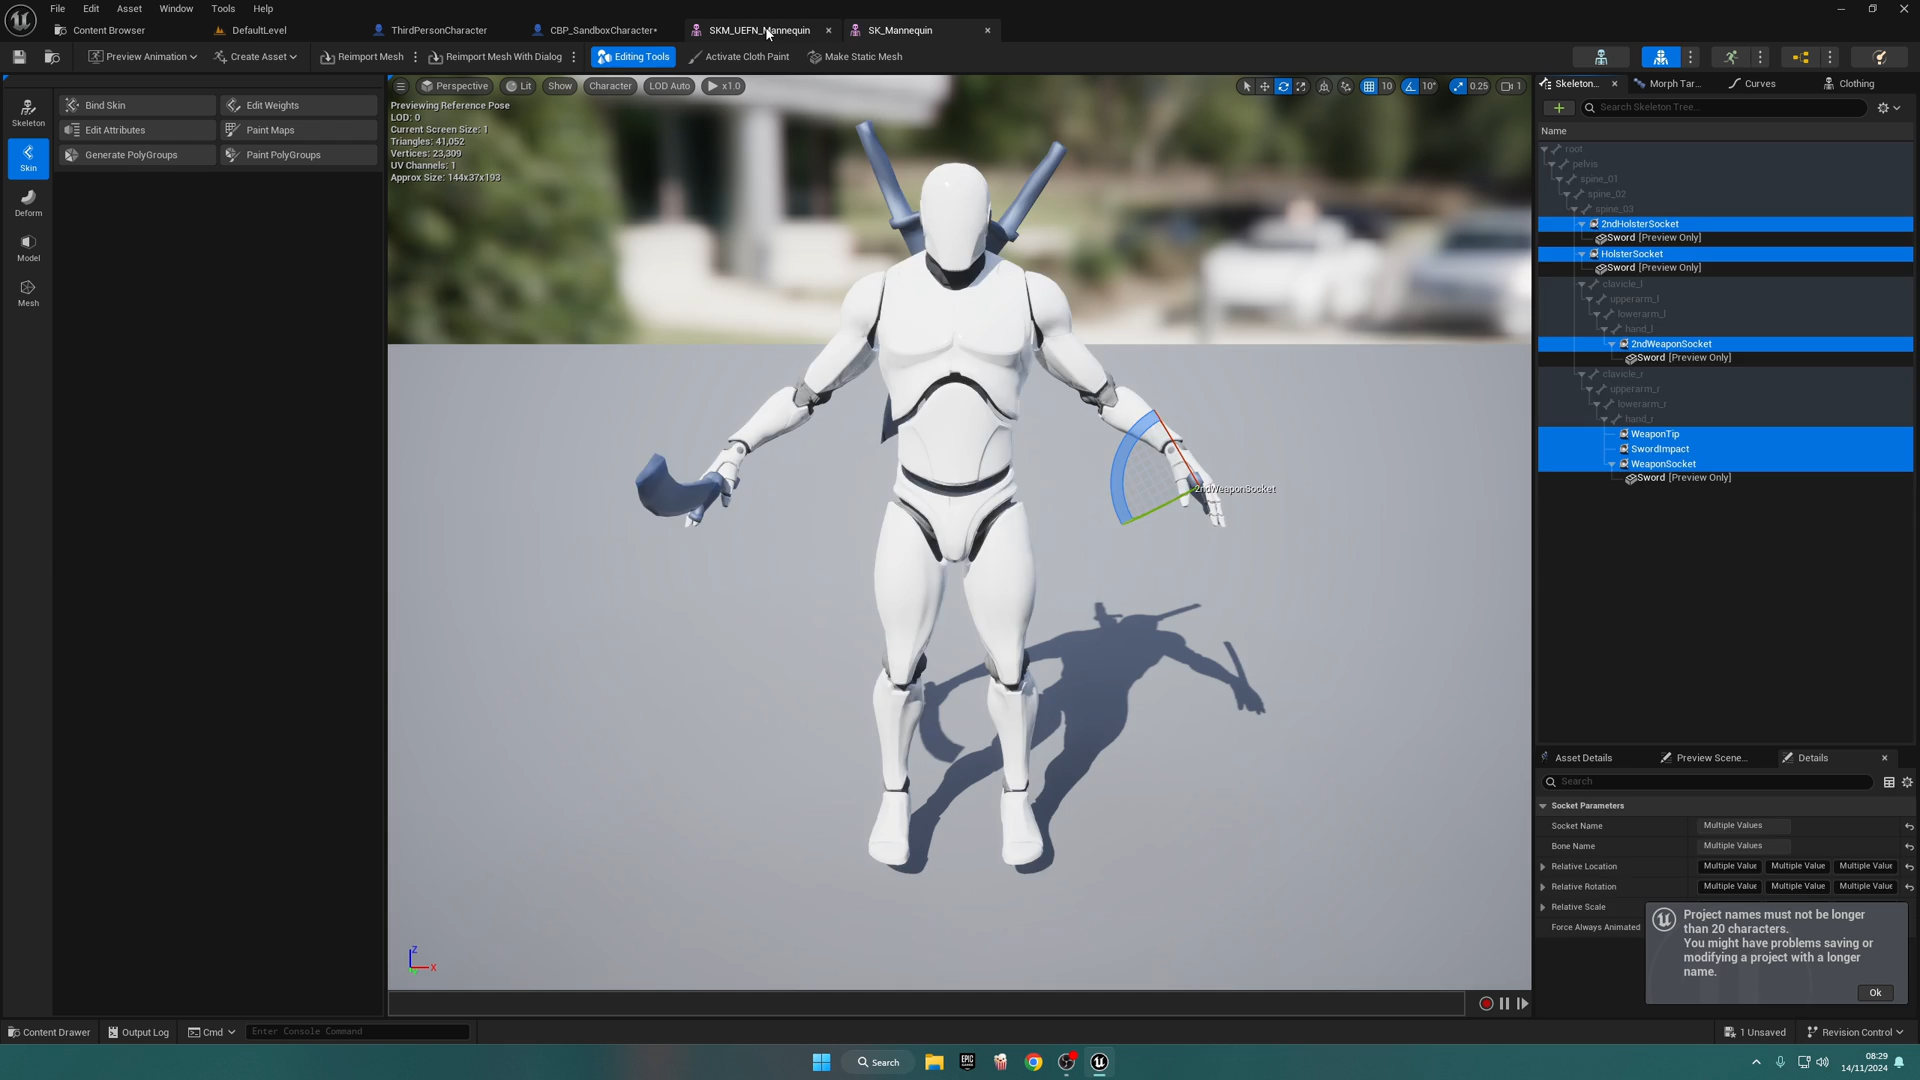 File Edit Window Tools Help
File Edit Asset Window Tools Help
Content Browser DefaultLevel ThirdPersonCharacter CBP_SandboxCharacter* SKM_UEFN_Mannequin SK_Mannequin
Preview Animation Create Asset Reimport Mesh Reimport Mesh With Dialog Editing Tools Activate Cloth Paint Make Static Mesh
Skeleton
Skin
Deform
Model
Mesh
Bind Skin Edit Weights
Edit Attributes Paint Maps
Generate PolyGroups Paint PolyGroups
Perspective Lit Show Character LOD Auto x1.0 10 10° 0.25 1
Previewing Reference Pose
LOD: 0
Current Screen Size: 1
Triangles: 41,052
Vertices: 23,309
UV Channels: 1
Approx Size: 144x37x193
2ndWeaponSocket
Z
X
Skeleton... Morph Tar... Curves Clothing
Search Skeleton Tree...
Name
root
pelvis
spine_01
spine_02
spine_03
2ndHolsterSocket
Sword [Preview Only]
HolsterSocket
Sword [Preview Only]
clavicle_l
upperarm_l
lowerarm_l
hand_l
2ndWeaponSocket
Sword [Preview Only]
clavicle_r
upperarm_r
lowerarm_r
hand_r
WeaponTip
SwordImpact
WeaponSocket
Sword [Preview Only]
Asset Details Preview Scene... Details
Search
Socket Parameters
Socket Name Multiple Values
Bone Name Multiple Values
Relative Location Multiple Value Multiple Value Multiple Value
Relative Rotation Multiple Value Multiple Value Multiple Value
Relative Scale
Force Always Animated
Project names must not be longer
than 20 characters.
You might have problems saving or
modifying a project with a longer
name.
Ok
Content Drawer Output Log Cmd Enter Console Command 1 Unsaved Revision Control
Search
EPIC
08:29
14/11/2024